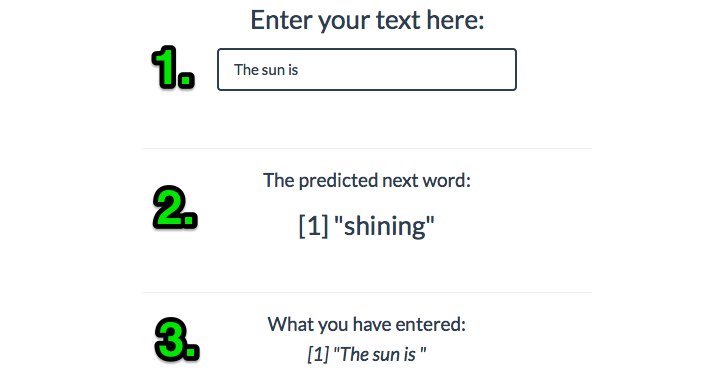 Enter your text here:
1.
The sun is
The predicted next word:
2.
[1] "shining"
What you have entered:
3.
[1] "The sun is "